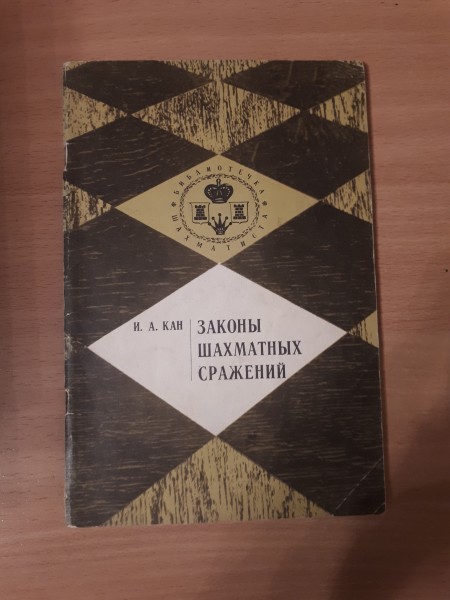 БИБЛИОТЕЧКА
ШАХМАТИСТА
И. А. КАН
ЗАКОНЫ
ШАХМАТНЫХ
СРАЖЕНИЙ